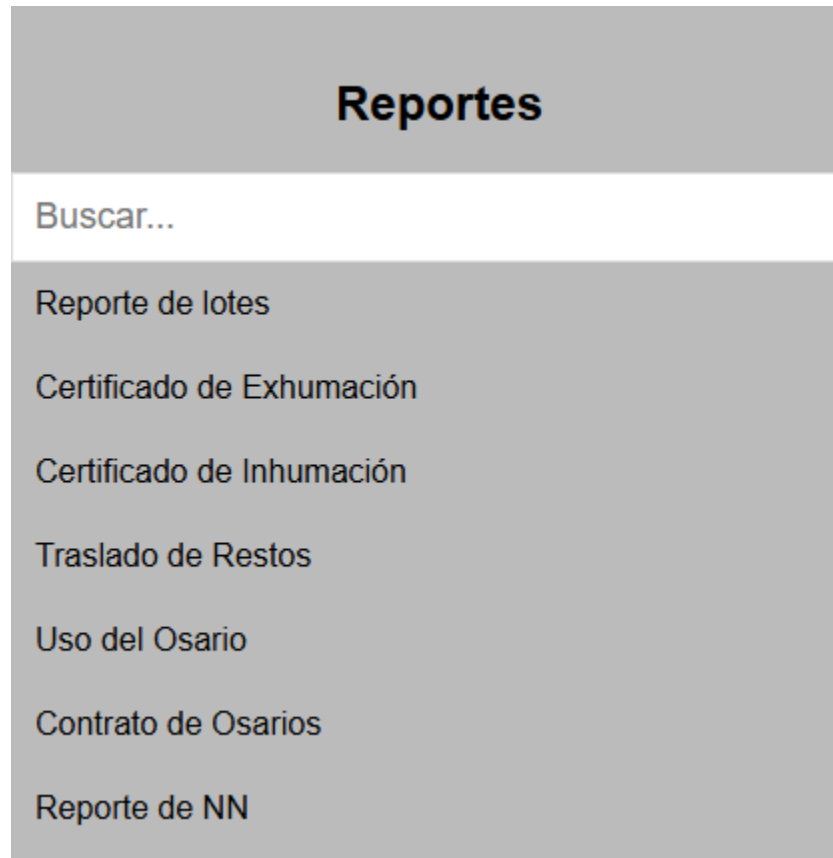 Reportes
Buscar...
Reporte de lotes
Certificado de Exhumación
Certificado de Inhumación
Traslado de Restos
Uso del Osario
Contrato de Osarios
Reporte de NN